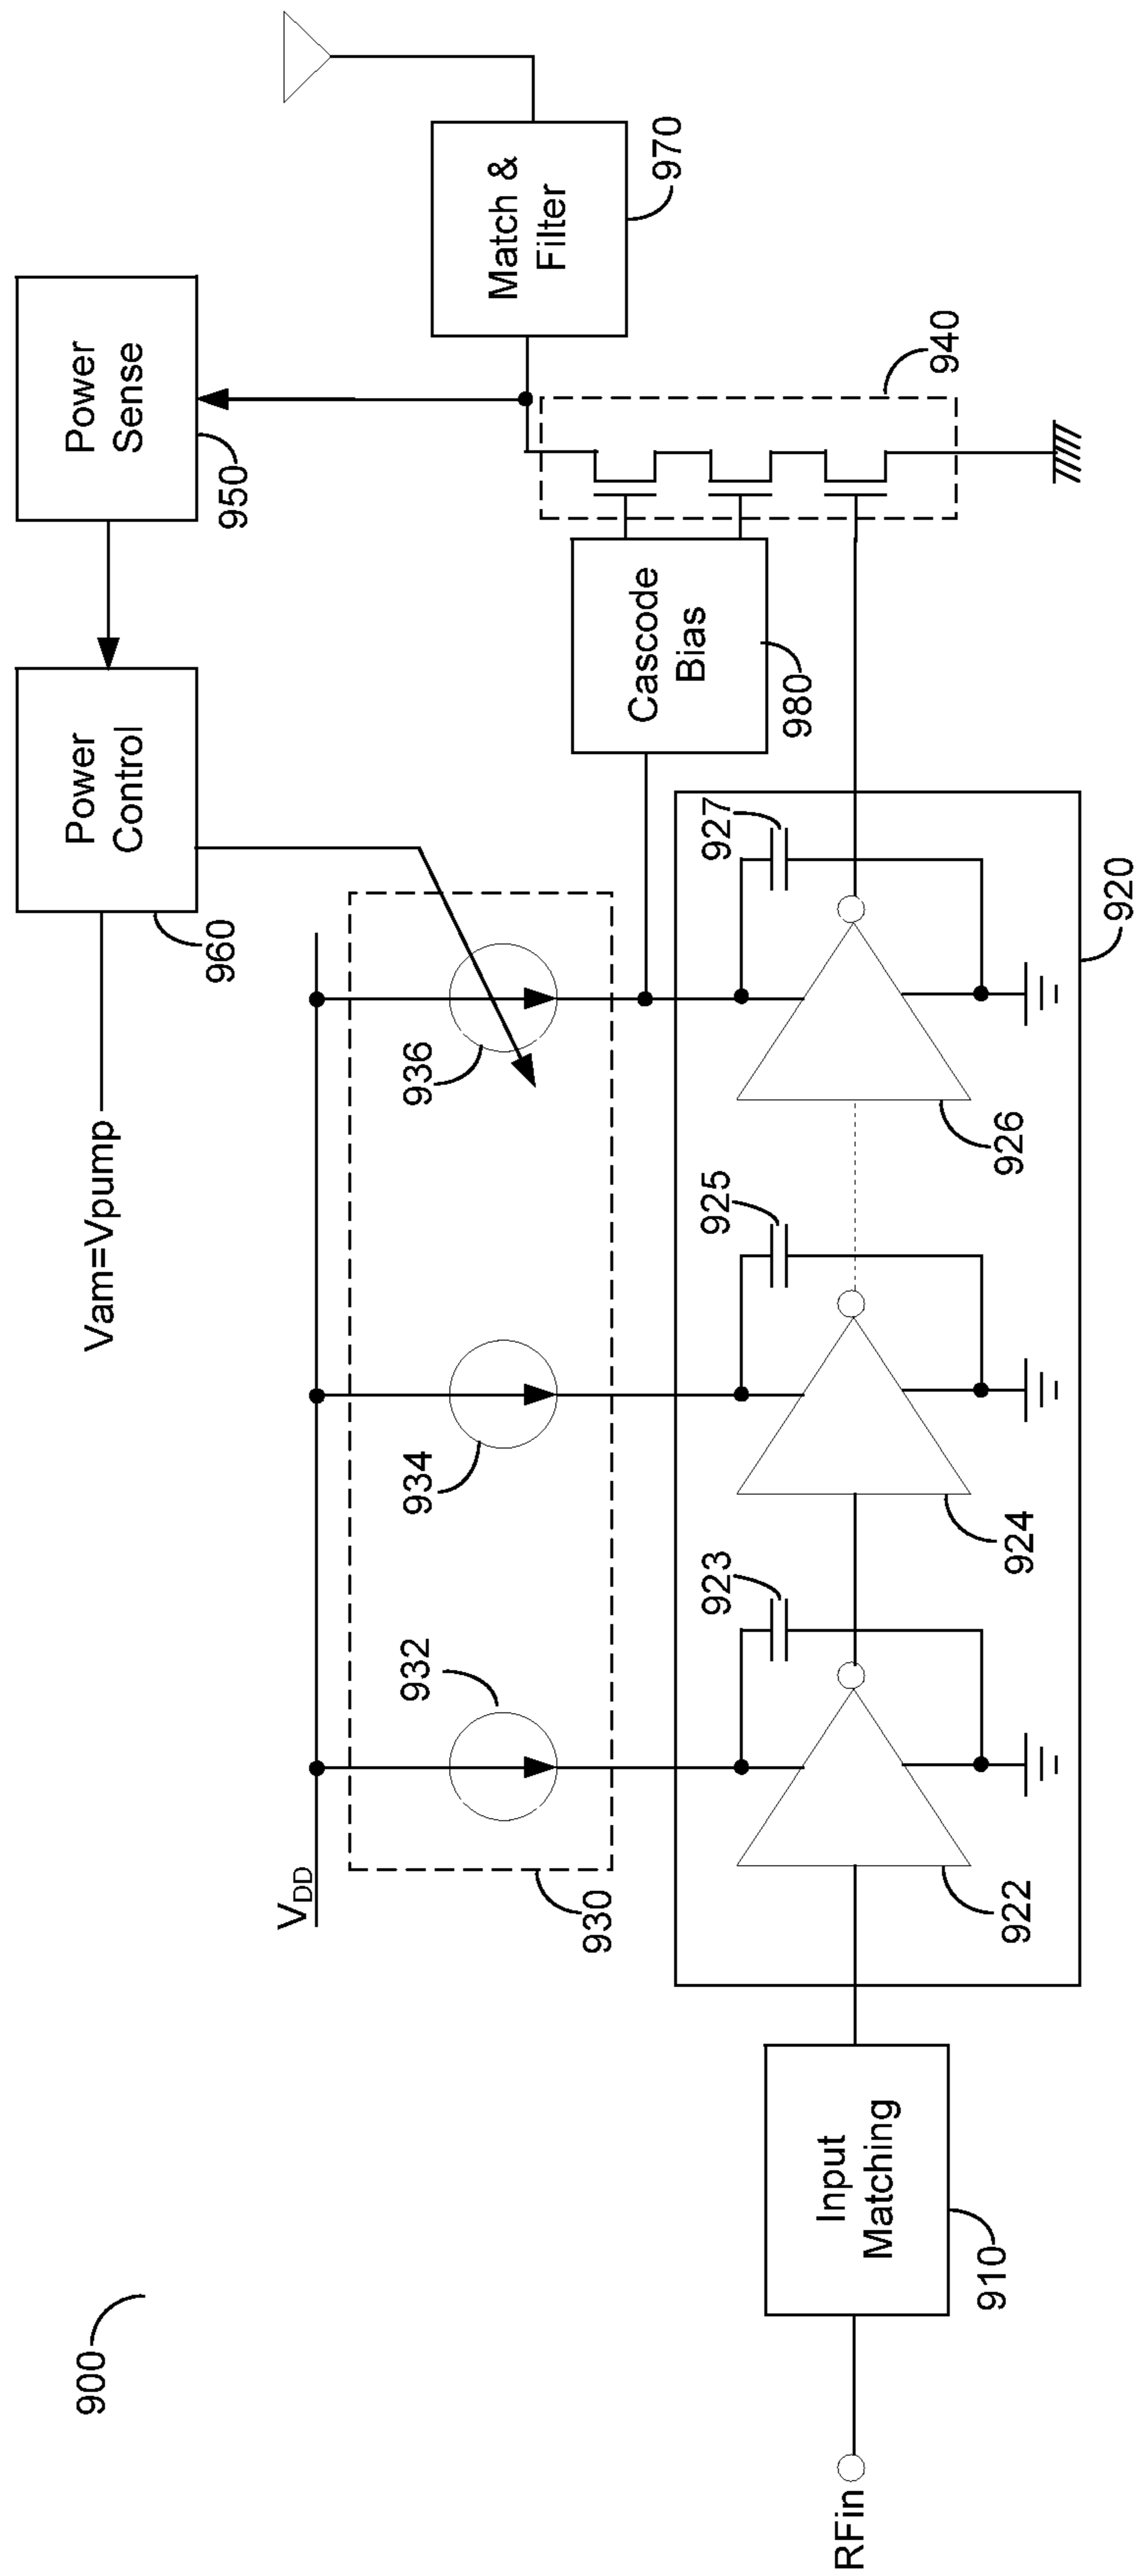 900
Vam=Vpump
Power
Control
960
Power
Sense
950
VDD
932
934
936
930
Match &
Filter
970
Cascode
Bias
980
940
923
925
927
922
924
926
920
RFin
Input
Matching
910